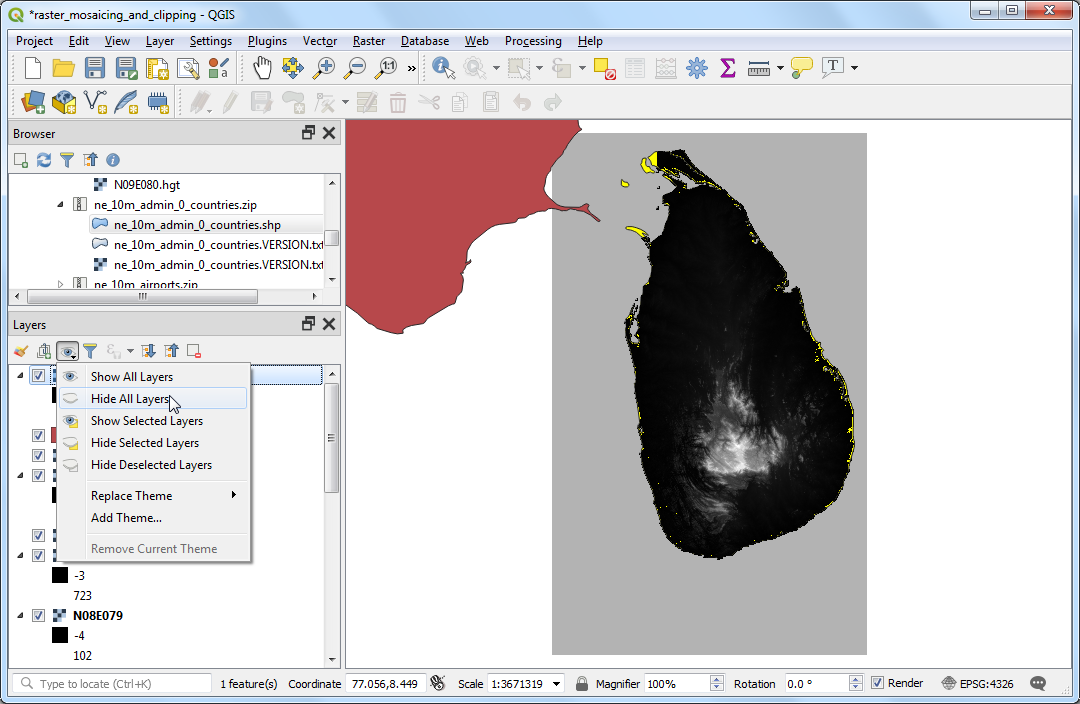 *raster_mosaicing_and_clipping - QGIS
Project Edit View Layer Settings Plugins Vector Raster Database Web Processing Help
1:1 »
T
Browser
N09E080.hgt
ne_10m_admin_0_countries.zip
ne_10m_admin_0_countries.shp
ne_10m_admin_0_countries.VERSION.txt
ne_10m_admin_0_countries.VERSION.txt
ne_10m_airports.zip
Layers
Show All Layers
Hide All Layers
Show Selected Layers
Hide Selected Layers
Hide Deselected Layers
Replace Theme
Add Theme...
Remove Current Theme
-3
723
N08E079
-4
102
Type to locate (Ctrl+K) 1 feature(s) Coordinate 77.056,8.449 Scale 1:3671319 Magnifier 100% Rotation 0.0 ° Render EPSG:4326